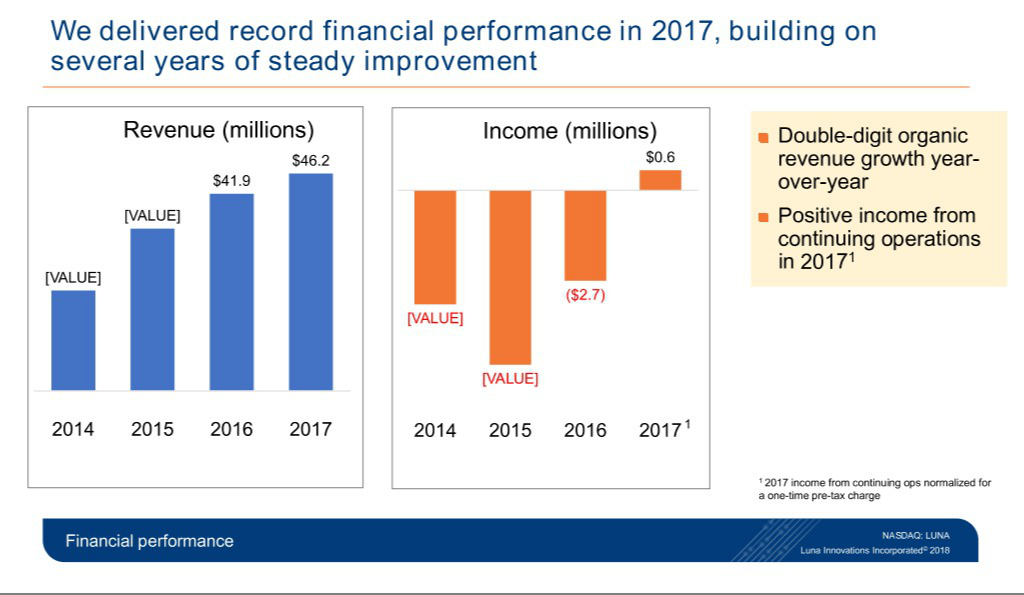 We delivered record financial performance in 2017, building on
several years of steady improvement
Revenue (millions)
$46.2
$41.9
[VALUE]
[VALUE]
2014 2015 2016 2017
Income (millions)
$0.6
($2.7)
[VALUE]
[VALUE]
2014 2015 2016 2017 1
Double-digit organic
revenue growth year-
over-year
Positive income from
continuing operations
in 2017¹
¹ 2017 income from continuing ops normalized for
a one-time pre-tax charge
Financial performance
NASDAQ: LUNA
Luna Innovations Incorporated© 2018